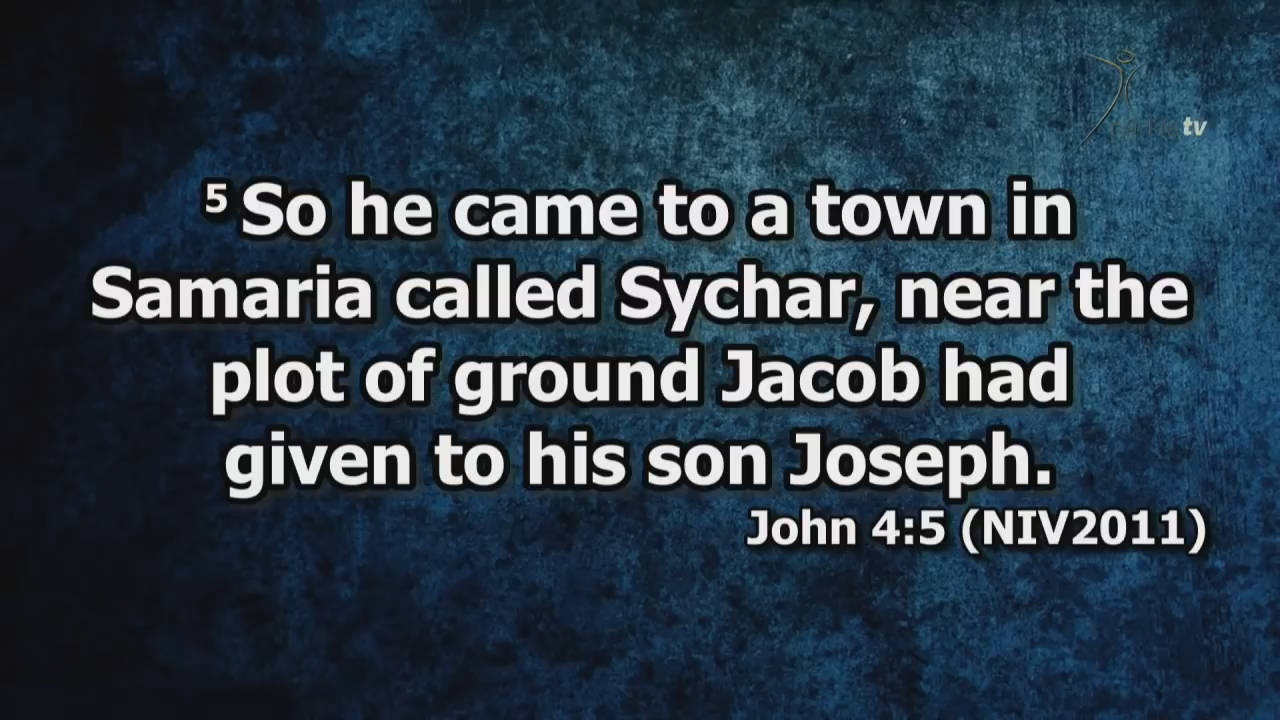 tv
⁵ So he came to a town in
Samaria called Sychar, near the
plot of ground Jacob had
given to his son Joseph.
John 4:5 (NIV2011)